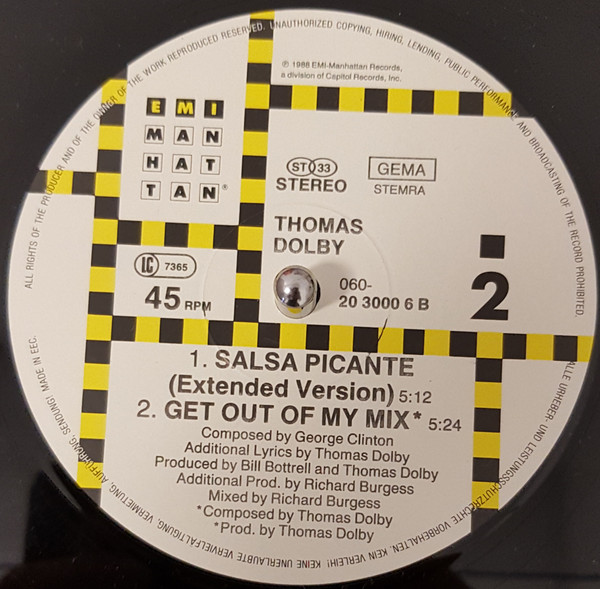 ALL RIGHTS OF THE PRODUCER AND OF THE OWNER OF THE WORK REPRODUCED RESERVED. UNAUTHORIZED COPYING, HIRING, LENDING, PUBLIC PERFORMANCE AND BROADCASTING OF THE RECORD PROHIBITED.
℗ 1988 EMI-Manhattan Records,
a division of Capitol Records, Inc.
EMI
MAN
HAT
TAN®
ST 33
STEREO
GEMA
STEMRA
THOMAS
DOLBY
LC 7365
45 RPM
060-
20 3000 6 B
2
1. SALSA PICANTE
(Extended Version) 5:12
2. GET OUT OF MY MIX* 5:24
Composed by George Clinton
Additional Lyrics by Thomas Dolby
Produced by Bill Bottrell and Thomas Dolby
Additional Prod. by Richard Burgess
Mixed by Richard Burgess
*Composed by Thomas Dolby
*Prod. by Thomas Dolby
ALLE URHEBER- UND LEISTUNGSSCHUTZRECHTE VORBEHALTEN. KEIN VERLEIH! KEINE UNERLAUBTE VERVIELFÄLTIGUNG, VERMIETUNG, AUFFÜHRUNG, SENDUNG! MADE IN EEC.